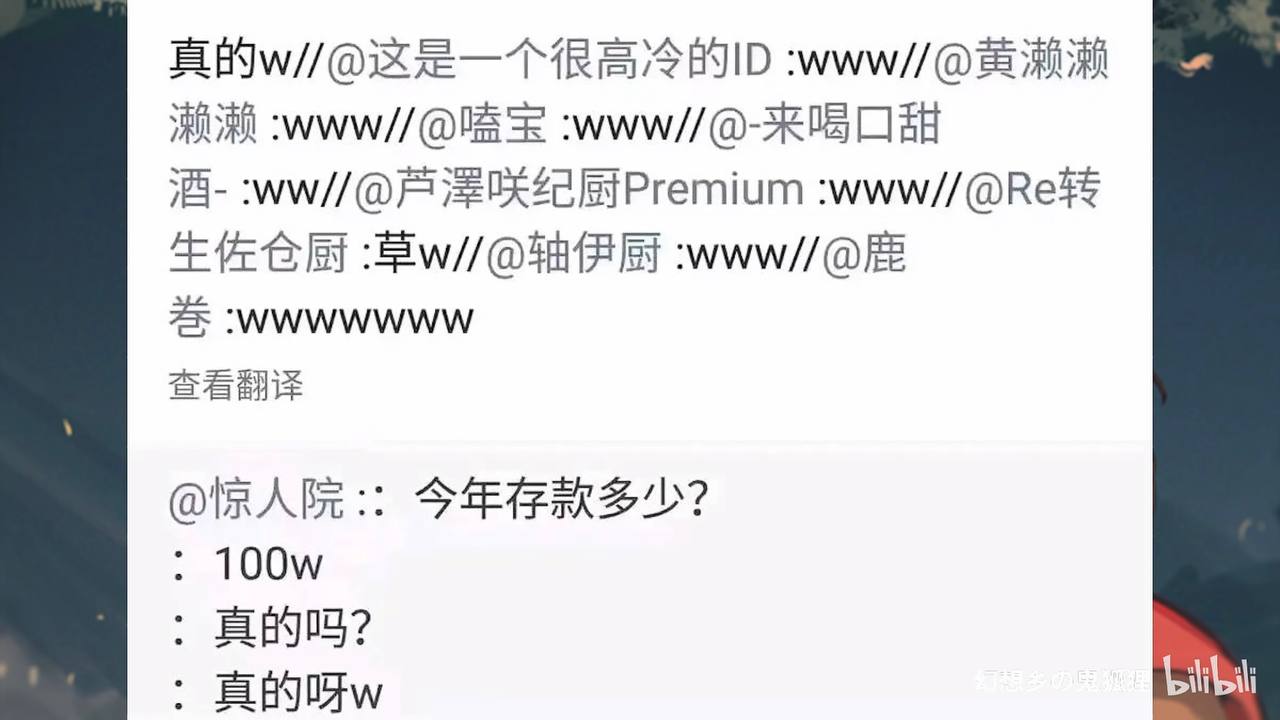 真的w//@这是一个很高冷的ID :www//@黄濑濑
濑濑 :www//@嗑宝 :www//@-来喝口甜
酒- :ww//@芦澤咲纪厨Premium :www//@Re转
生佐仓厨 :草w//@轴伊厨 :www//@鹿
巻 :wwwwwwww
查看翻译
@惊人院 :：今年存款多少？
：100w
：真的吗？
：真的呀w
幻想乡の鬼狐狸 bilibili